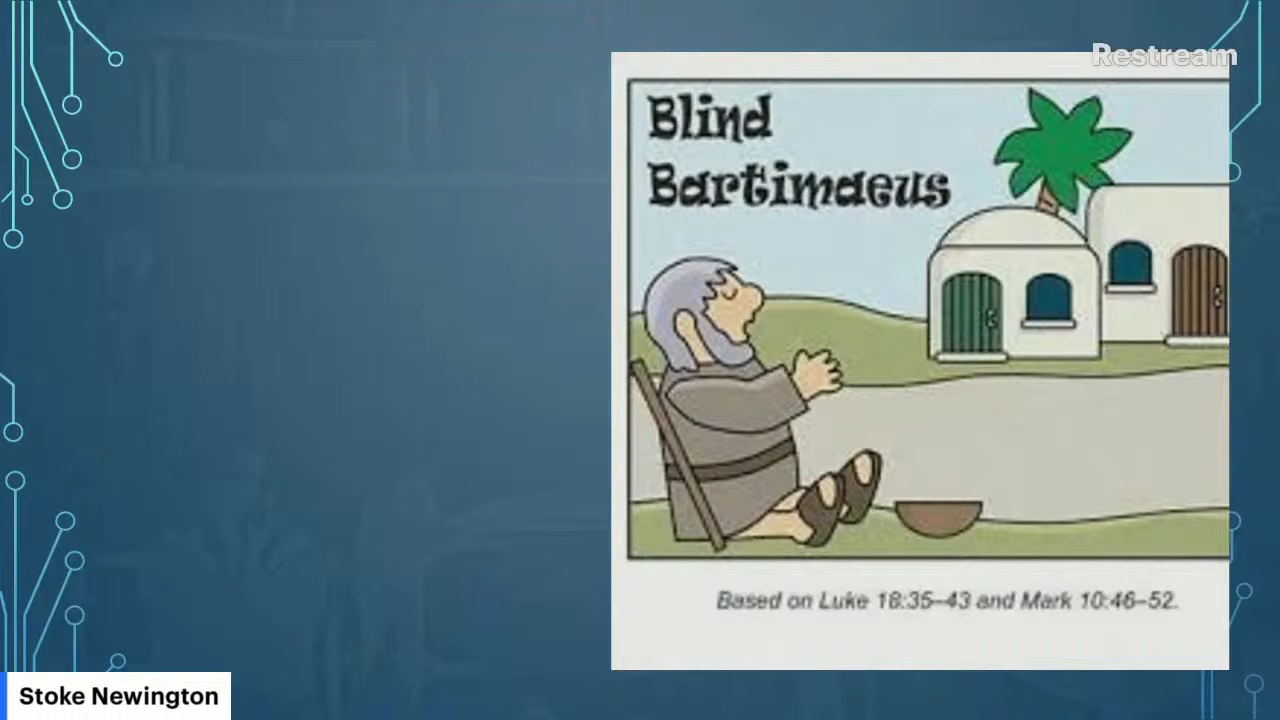 Restream
Blind
Bartimaeus
Based on Luke 18:35–43 and Mark 10:46–52.
Stoke Newington